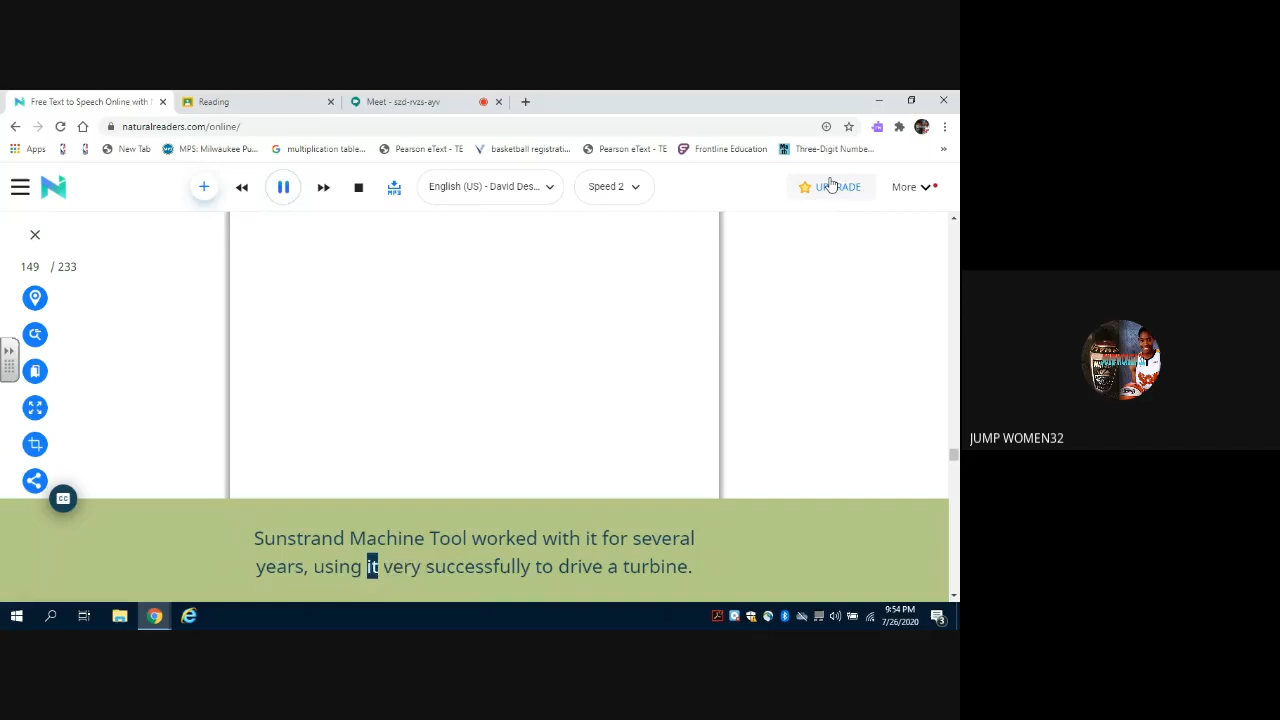 Free Text to Speech Online with
Reading
Meet - szd-rvzs-ayv
naturalreaders.com/online/
Apps
New Tab
MPS: Milwaukee Pu...
multiplication table...
Pearson eText - TE
basketball registrati...
Pearson eText - TE
Frontline Education
Three-Digit Numbe...
»
MP3
English (US) - David Des...
Speed 2
UPGRADE
More
149 / 233
CC
Sunstrand Machine Tool worked with it for several
years, using it very successfully to drive a turbine.
9:54 PM
7/26/2020
3
JUMP WOMEN32